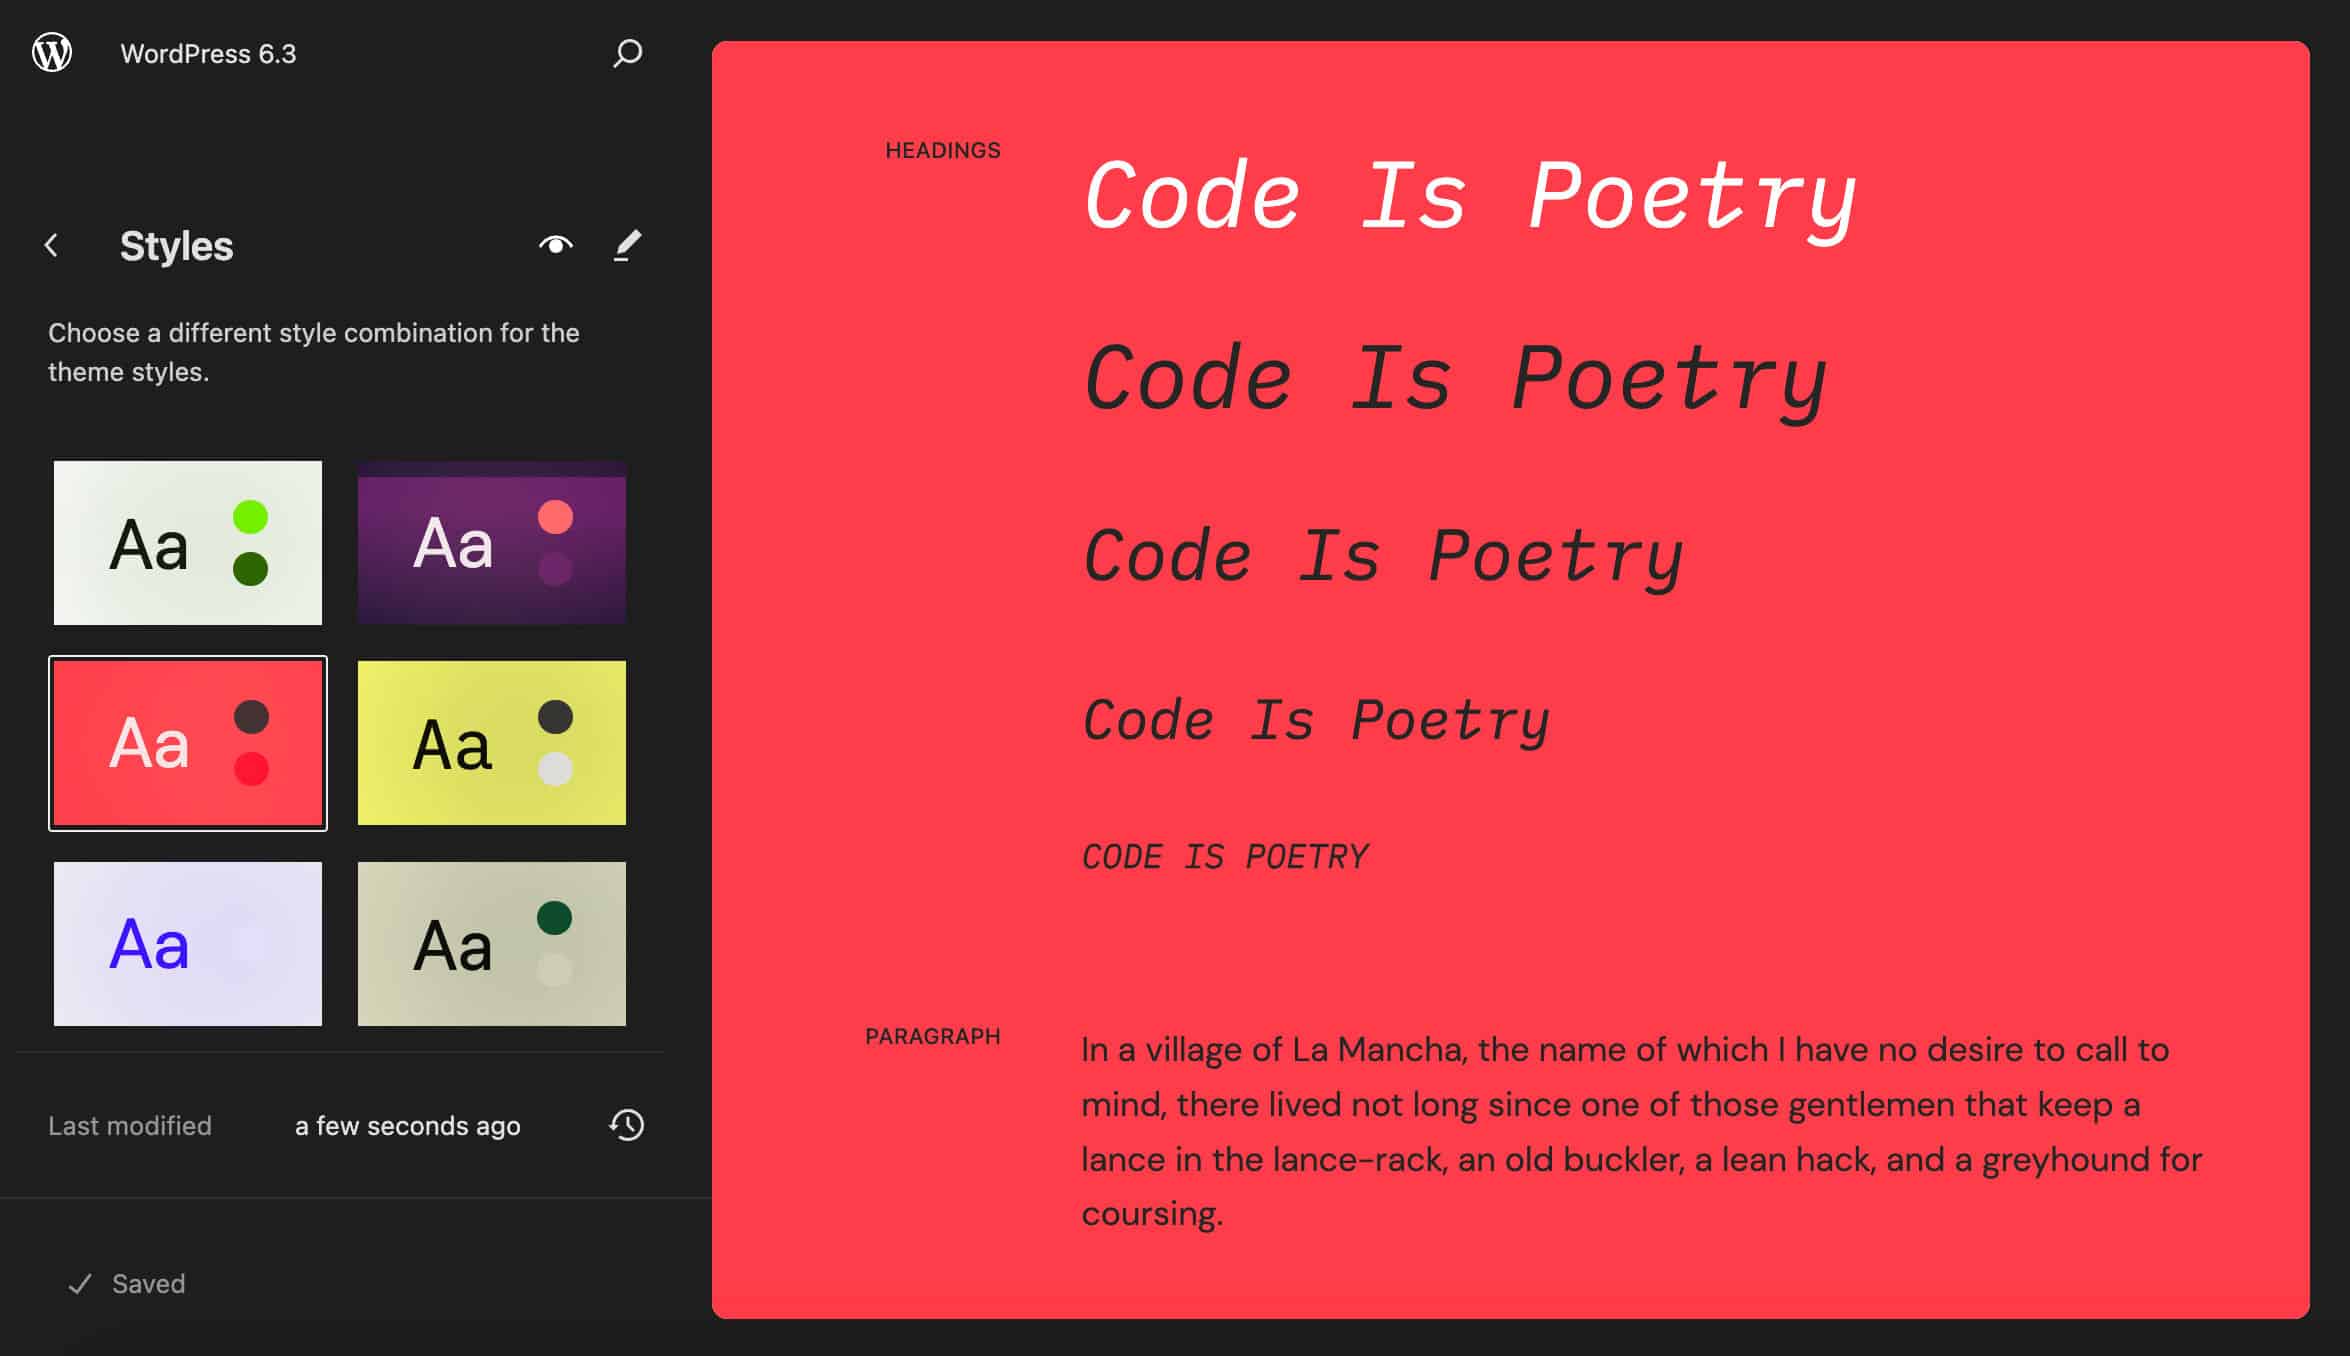 WordPress 6.3
Styles
Choose a different style combination for the
theme styles.
Aa
Aa
Aa
Aa
Aa
Aa
Last modified
a few seconds ago
Saved
HEADINGS
Code Is Poetry
Code Is Poetry
Code Is Poetry
Code Is Poetry
CODE IS POETRY
PARAGRAPH
In a village of La Mancha, the name of which I have no desire to call to
mind, there lived not long since one of those gentlemen that keep a
lance in the lance-rack, an old buckler, a lean hack, and a greyhound for
coursing.